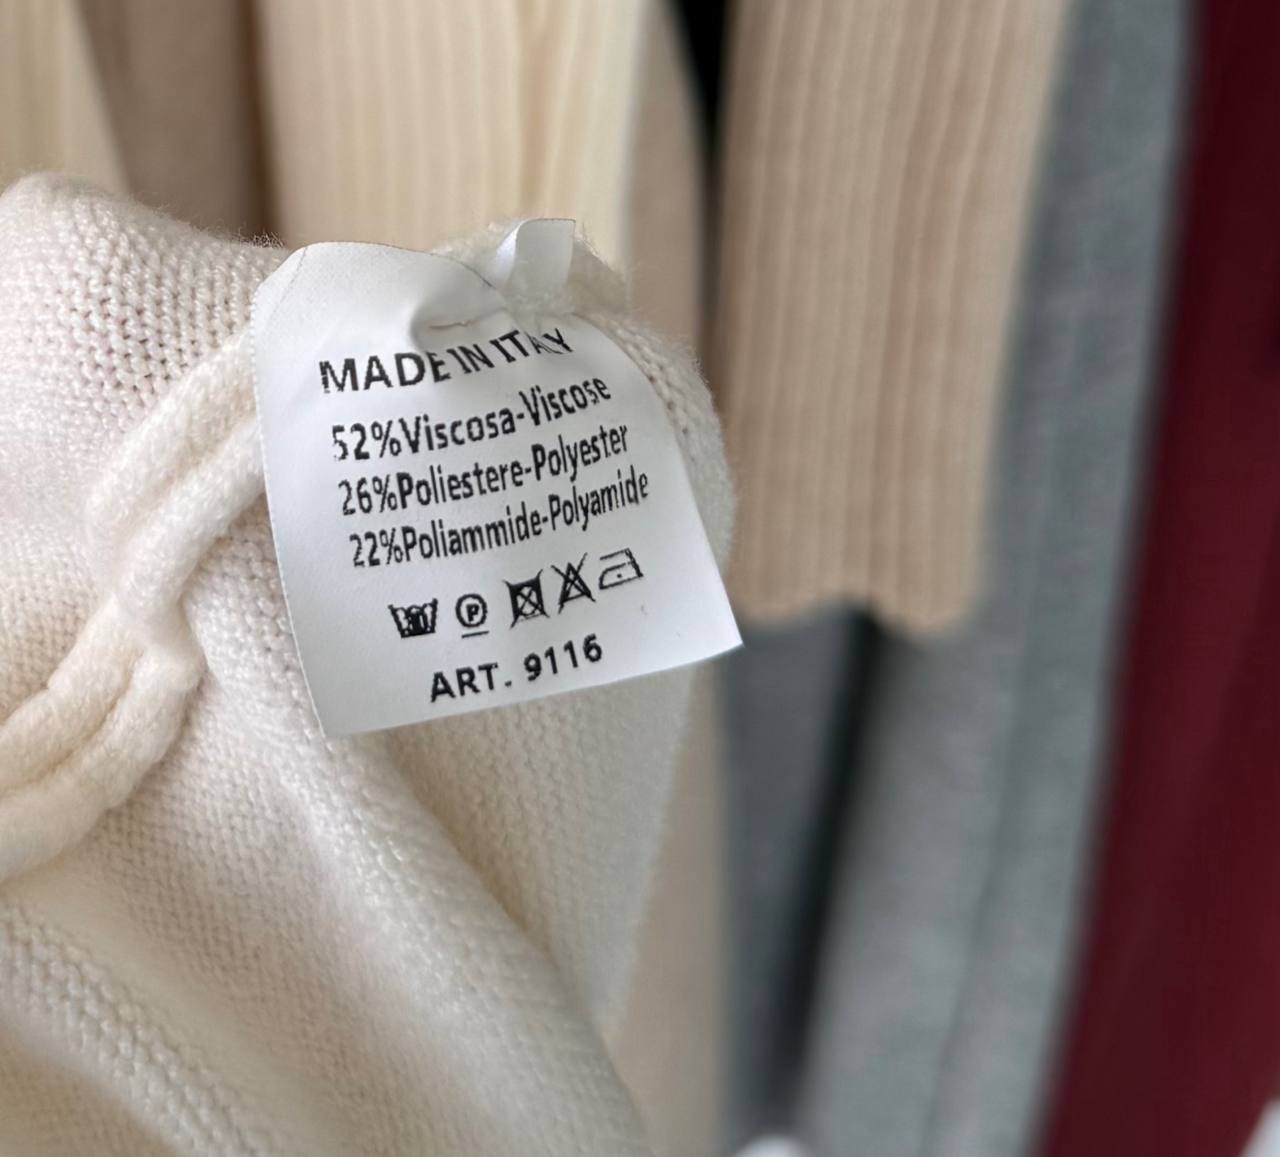 MADE IN ITALY
52%Viscosa-Viscose
26%Poliestere-Polyester
22%Poliammide-Polyamide
P
ART. 9116